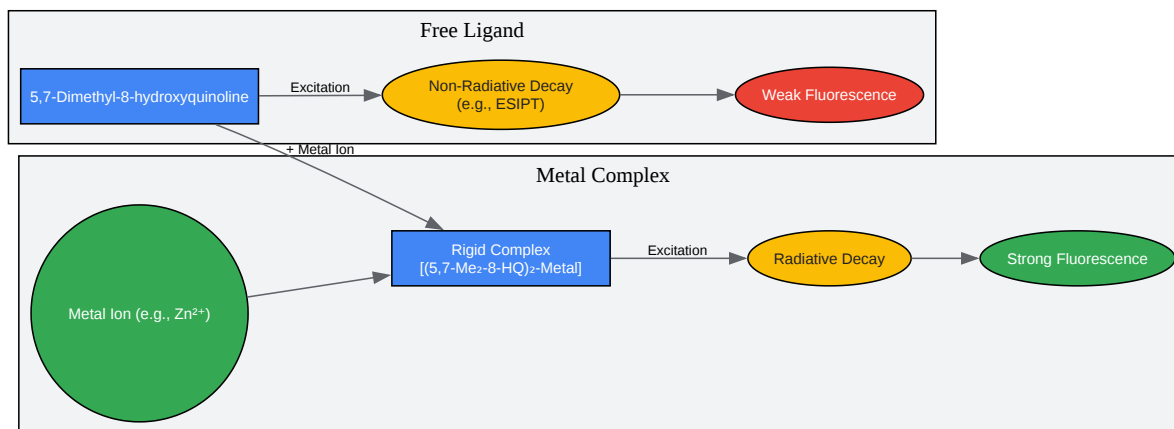 Free Ligand
5,7-Dimethyl-8-hydroxyquinoline
Excitation
Non-Radiative Decay
(e.g., ESIPT)
Weak Fluorescence
+ Metal Ion
Metal Complex
Metal Ion (e.g., Zn²⁺)
Rigid Complex
[(5,7-Me₂-8-HQ)₂-Metal]
Excitation
Radiative Decay
Strong Fluorescence